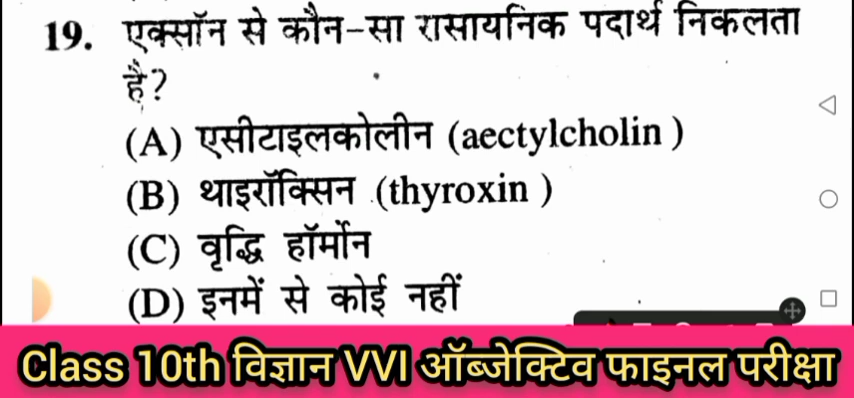 19. एक्सॉन से कौन-सा रासायनिक पदार्थ निकलता
है?
(A) एसीटाइलकोलीन (aectylcholin )
(B) थाइरॉक्सिन (thyroxin )
(C) वृद्धि हॉर्मोन
(D) इनमें से कोई नहीं
Class 10th विज्ञान VVI ऑब्जेक्टिव फाइनल परीक्षा